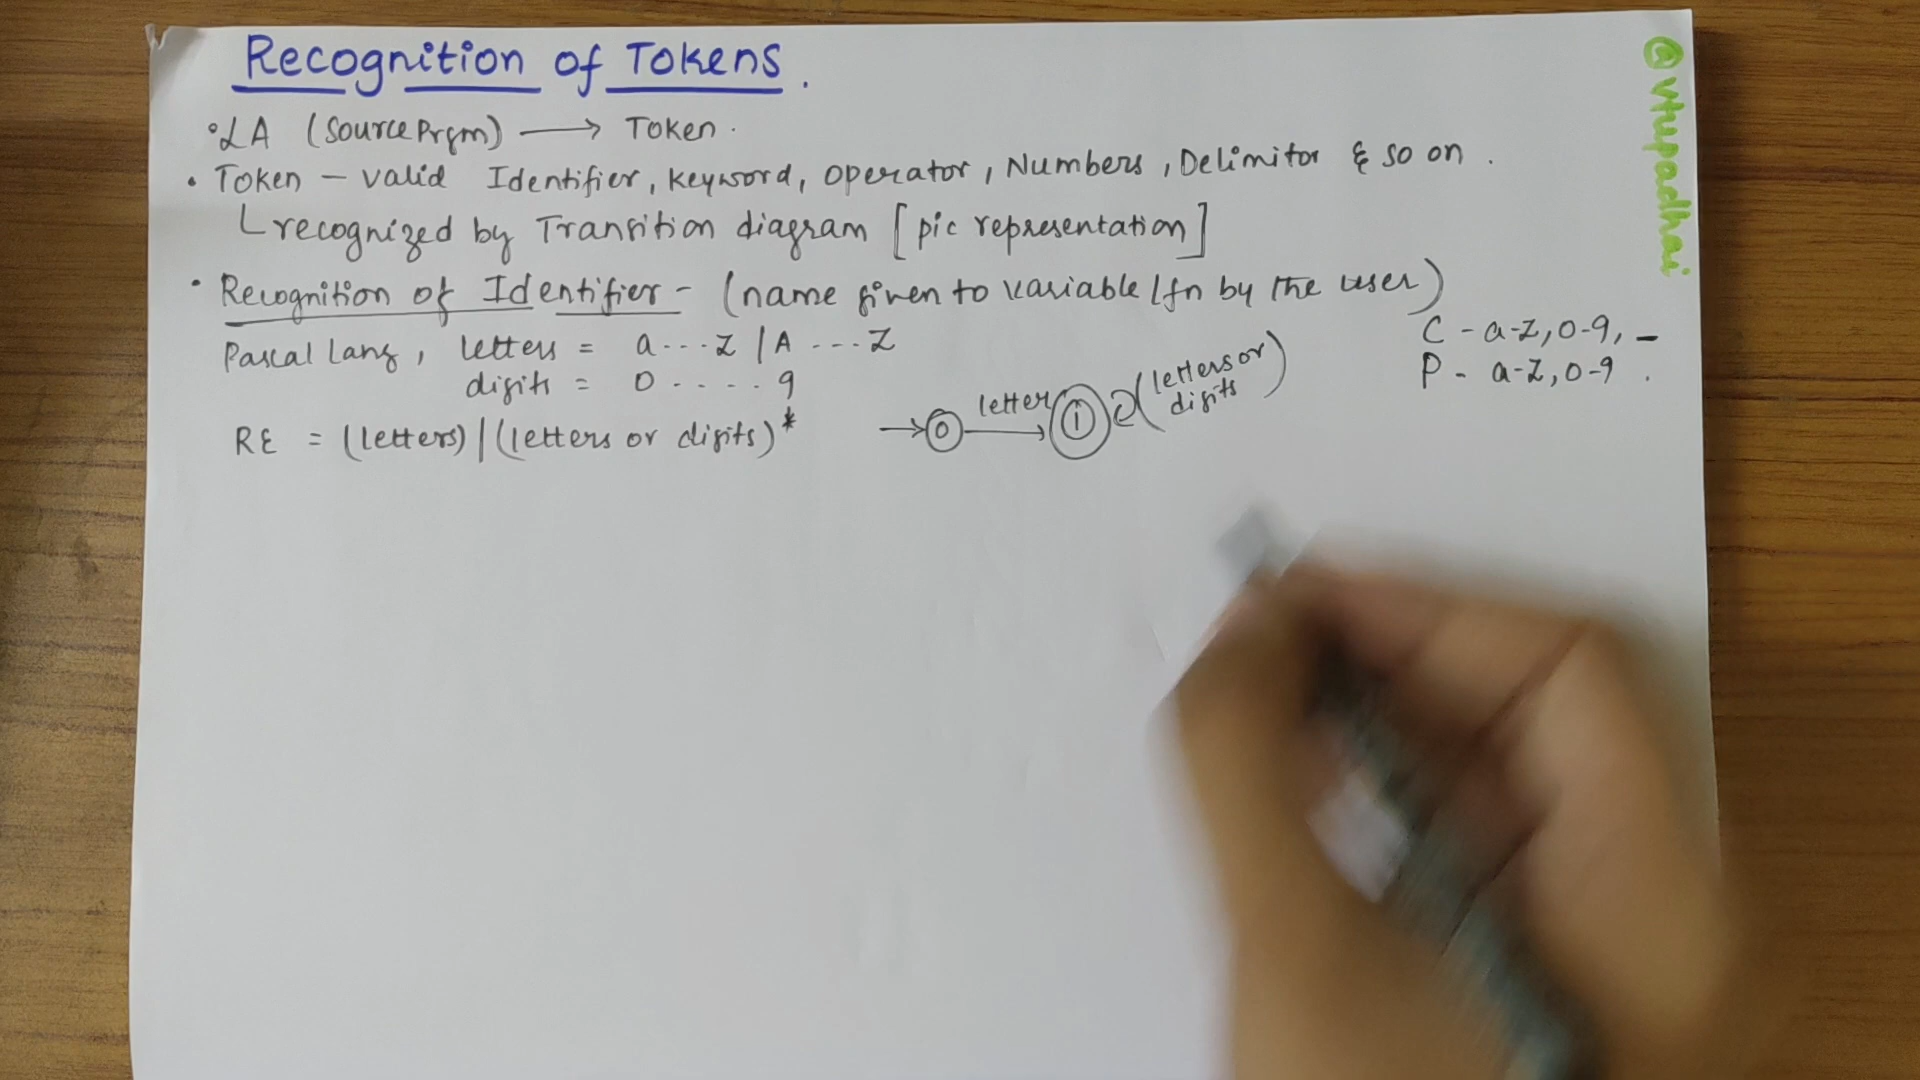 Recognition of Tokens.
• LA (Source Prgm) → Token.
• Token - valid Identifier, keyword, operator, Numbers, Delimitor & so on.
└ recognized by Transition diagram [pic representation]
• Recognition of Identifier - (name given to variable/fn by the user)
Pascal Lang, letters = a...z | A ...Z
digits = 0.....9
RE = (letters)|(letters or digits)*
→ 0 letter → 1 (letters or digits)
C - a-z, 0-9, _
P - a-z, 0-9.
@vtupadhai